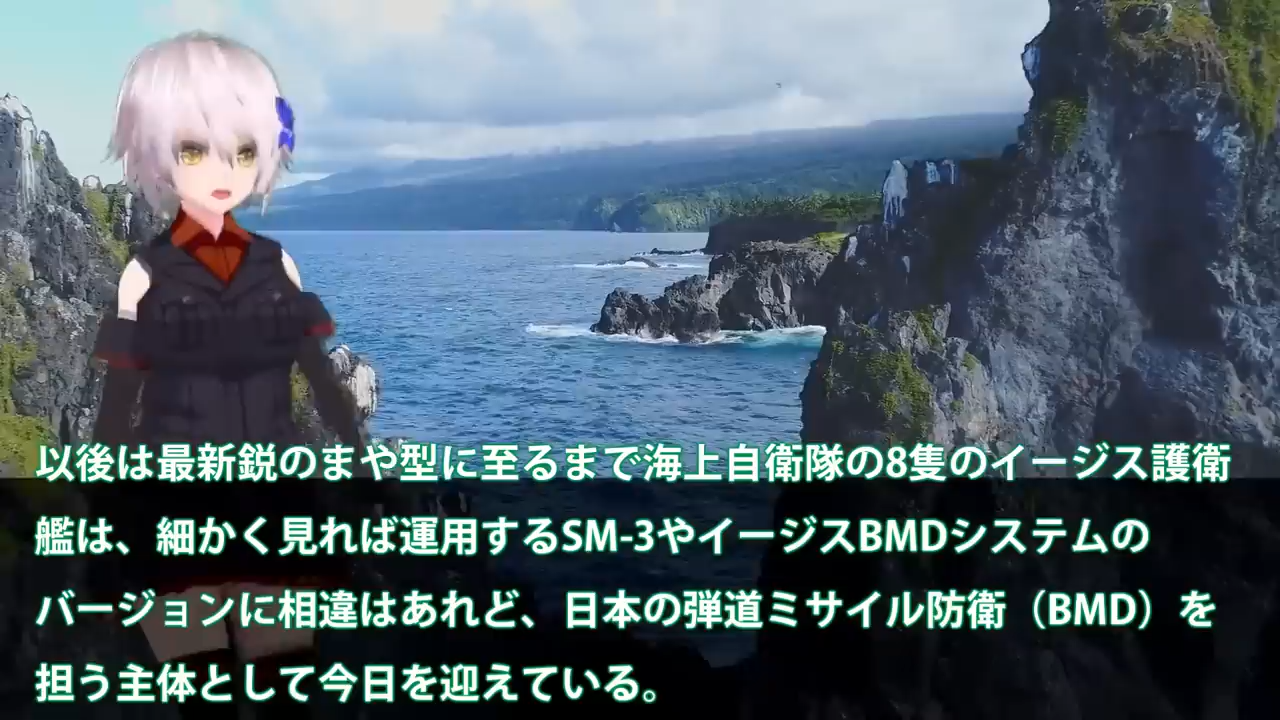 以後は最新鋭のまや型に至るまで海上自衛隊の8隻のイージス護衛
艦は、細かく見れば運用するSM-3やイージスBMDシステムの
バージョンに相違はあれど、日本の弾道ミサイル防衛（BMD）を
担う主体として今日を迎えている。